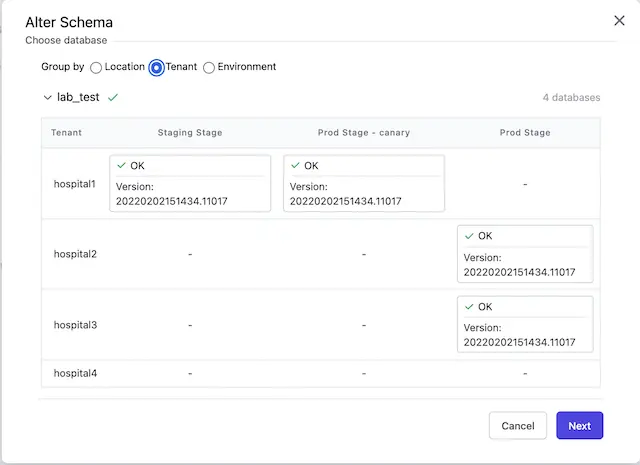 Alter Schema
Choose database
Group by Location Tenant Environment
lab_test 4 databases
Tenant Staging Stage Prod Stage - canary Prod Stage
OK OK
hospital1 -
Version: Version:
20220202151434.11017 20220202151434.11017
OK
hospital2 - -
Version:
20220202151434.11017
OK
hospital3 - -
Version:
20220202151434.11017
hospital4 - - -
Cancel Next